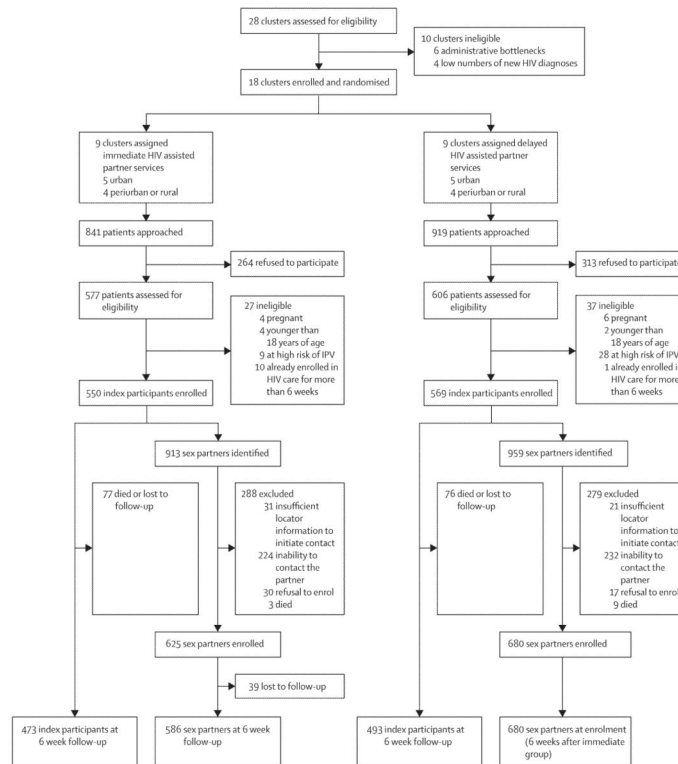 28 clusters assessed for eligibility
10 clusters ineligible
6 administrative bottlenecks
4 low numbers of new HIV diagnoses
18 clusters enrolled and randomised
9 clusters assigned
immediate HIV assisted
partner services
5 urban
4 periurban or rural
9 clusters assigned delayed
HIV assisted partner
services
5 urban
4 periurban or rural
841 patients approached
919 patients approached
264 refused to participate
313 refused to participate
577 patients assessed for
eligibility
606 patients assessed for
eligibility
27 ineligible
4 pregnant
4 younger than
18 years of age
9 at high risk of IPV
10 already enrolled in
HIV care for more
than 6 weeks
37 ineligible
6 pregnant
2 younger than
18 years of age
28 at high risk of IPV
1 already enrolled in
HIV care for more
than 6 weeks
550 index participants enrolled
569 index participants enrolled
913 sex partners identified
959 sex partners identified
77 died or lost to
follow-up
288 excluded
31 insufficient
locator
information to
initiate contact
224 inability to
contact the
partner
30 refusal to enrol
3 died
76 died or lost to
follow-up
279 excluded
21 insufficient
locator
information to
initiate contact
232 inability to
contact the
partner
17 refusal to enrol
9 died
625 sex partners enrolled
680 sex partners enrolled
39 lost to follow-up
473 index participants at
6 week follow-up
586 sex partners at 6 week
follow-up
493 index participants at
6 week follow-up
680 sex partners at enrolment
(6 weeks after immediate
group)